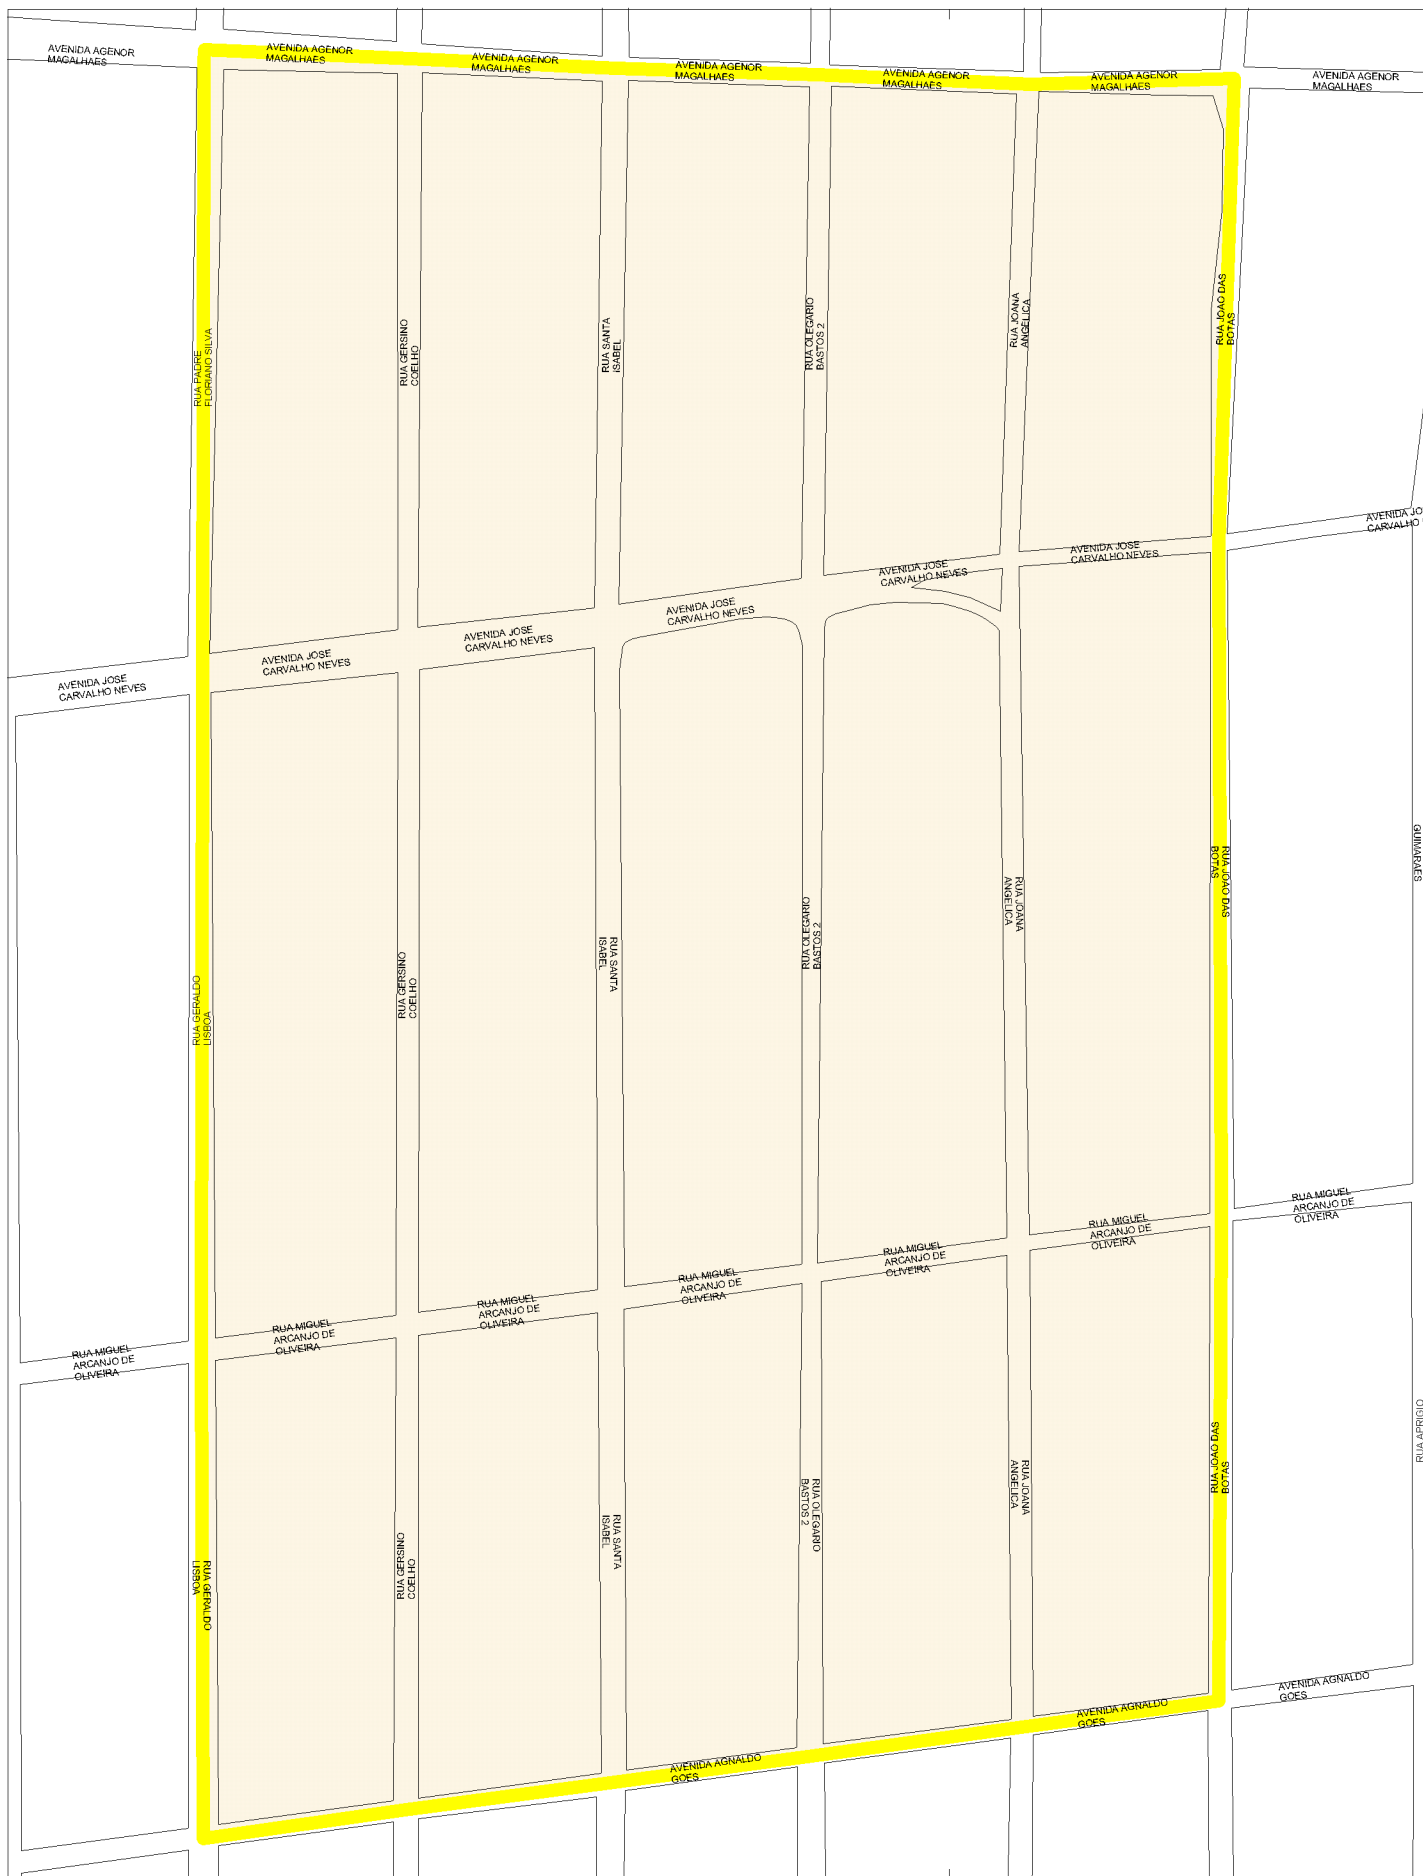 AVENIDA AGENOR
MAGALHAES
AVENIDA AGENOR
MAGALHAES
AVENIDA AGENOR
MAGALHAES
AVENIDA AGENOR
MAGALHAES
AVENIDA AGENOR
MAGALHAES
AVENIDA AGENOR
MAGALHAES
AVENIDA AGENOR
MAGALHAES
RUA PADRE
FLORIANO SILVA
RUA GERSINO
COELHO
RUA SANTA
ISABEL
RUA OLEGARIO
BASTOS 2
RUA JOANA
ANGELICA
RUA JOAO DAS
BOTAS
AVENIDA JOSE
CARVALHO NEVES
AVENIDA JOSE
CARVALHO NEVES
AVENIDA JOSE
CARVALHO NEVES
AVENIDA JOSE
CARVALHO NEVES
AVENIDA JOSE
CARVALHO NEVES
AVENIDA JOSE
CARVALHO NEVES
AVENIDA JO
CARVALHO
RUA GERALDO
LISBOA
RUA GERSINO
COELHO
RUA SANTA
ISABEL
RUA OLEGARIO
BASTOS 2
RUA JOANA
ANGELICA
RUA JOAO DAS
BOTAS
GUIMARAES
RUA MIGUEL
ARCANJO DE
OLIVEIRA
RUA MIGUEL
ARCANJO DE
OLIVEIRA
RUA MIGUEL
ARCANJO DE
OLIVEIRA
RUA MIGUEL
ARCANJO DE
OLIVEIRA
RUA MIGUEL
ARCANJO DE
OLIVEIRA
RUA MIGUEL
ARCANJO DE
OLIVEIRA
RUA MIGUEL
ARCANJO DE
OLIVEIRA
RUA GERALDO
LISBOA
RUA GERSINO
COELHO
RUA SANTA
ISABEL
RUA OLEGARIO
BASTOS 2
RUA JOANA
ANGELICA
RUA JOAO DAS
BOTAS
RUA APRIGIO
AVENIDA AGNALDO
GOES
AVENIDA AGNALDO
GOES
AVENIDA AGNALDO
GOES